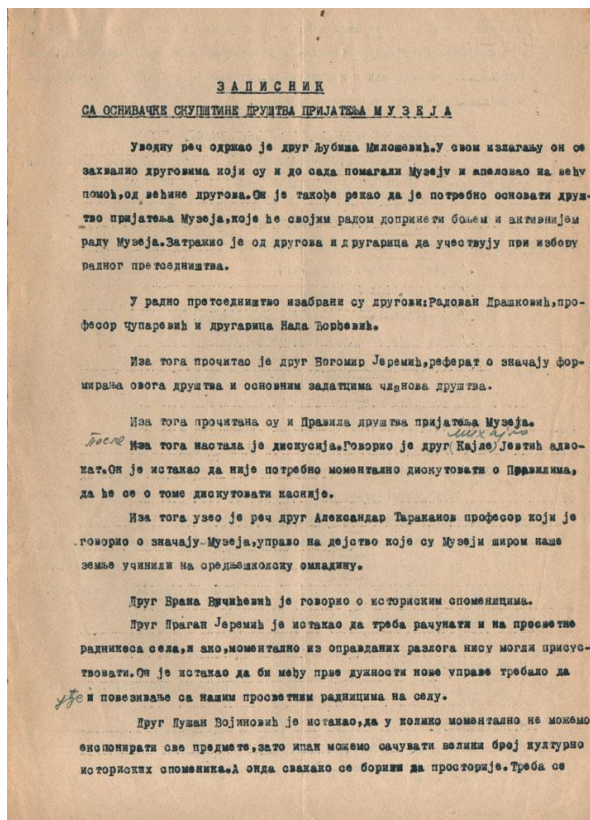 З А П И С Н И К
СА ОСНИВАЧКЕ СКУПШТИНЕ ДРУШТВА ПРИЈАТЕЉА М У З Е Ј А
Уводну реч одржао је друг Љубиша Милошевић.У свом излагању он се
захвалио друговима који су и до сада помагали Музеју и апеловао на већу
помоћ,од већине другова.Он је такође рекао да је потребно основати друш-
тво пријатеља Музеја,које ће својим радом допринети бољем и активнијем
раду Музеја.Затражио је од другова и другарица да учествују при избору
радног претседништва.
У радно претседништво изабрани су другови:Радован Драшковић,про-
фесор Чупаревић и другарица Нада Ђорђевић.
Иза тога прочитао је друг Богомир Јеремић,реферат о значају фор-
мирања овога друштва и основним задатцима чланова друштва.
Иза тога прочитана су и Правила друштва пријатеља Музеја.
михајло
после Иза тога настала је дискусија.Говорио је друг (Кајле) Јевтић адво-
кат.Он је истакао да није потребно моментално дискутовати о Правилима,
да ће се о томе дискутовати касније.
Иза тога узео је реч друг Александар Тараканов професор који је
говорио о значају Музеја,управо на дејство које су Музеји широм наше
земље учинили на средњешколску омладину.
Друг Брана Вучићевић је говорио о историским споменицима.
Друг Драган Јеремић је истакао да треба рачунати и на просветне
радникеса села,и ако,моментално из оправданих разлога нису могли присус-
твовати.Он је истакао да би међу прве дужности нове управе требало да
уђе и повезивање са нашим просветним радницима на селу.
Друг Душан Војиновић је истакао,да у колико моментално не можемо
експонирати све предмете,зато ипак можемо сачувати велики број културно
историских споменика.А онда свакако се борити да просторије.Треба се